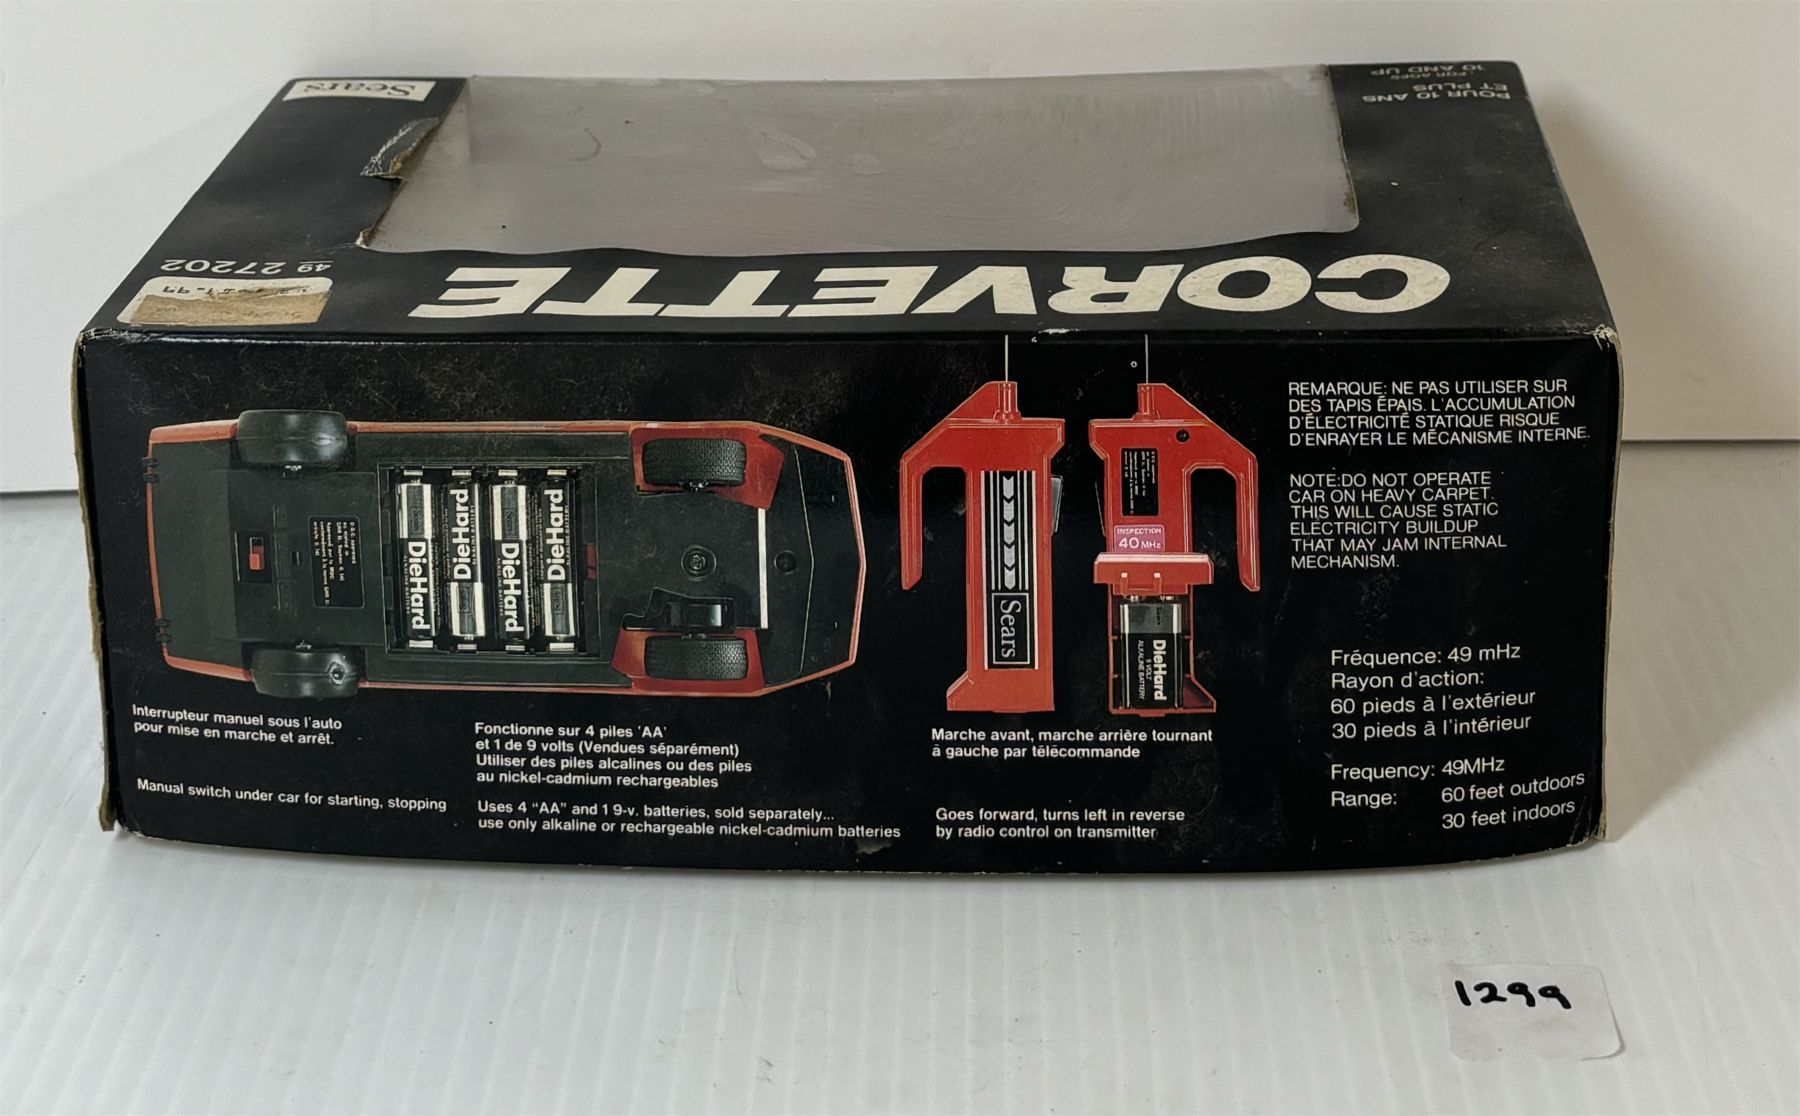 Sears
POUR 10 ANS
ET PLUS
FOR AGES
10 AND UP
CORVETTE
49 27202
Sears
INSPECTION
40 MHz
DieHard
DieHard
DieHard
DieHard
DieHard
9 VOLT
ALKALINE BATTERY
REMARQUE: NE PAS UTILISER SUR
DES TAPIS ÉPAIS. L'ACCUMULATION
D'ÉLECTRICITÉ STATIQUE RISQUE
D'ENRAYER LE MÉCANISME INTERNE.
NOTE:DO NOT OPERATE
CAR ON HEAVY CARPET.
THIS WILL CAUSE STATIC
ELECTRICITY BUILDUP
THAT MAY JAM INTERNAL
MECHANISM.
Interrupteur manuel sous l'auto
pour mise en marche et arrêt.
Manual switch under car for starting, stopping
Fonctionne sur 4 piles 'AA'
et 1 de 9 volts (Vendues séparément)
Utiliser des piles alcalines ou des piles
au nickel-cadmium rechargeables
Uses 4 “AA” and 1 9-v. batteries, sold separately...
use only alkaline or rechargeable nickel-cadmium batteries
Marche avant, marche arrière tournant
à gauche par télécommande
Goes forward, turns left in reverse
by radio control on transmitter
Fréquence: 49 mHz
Rayon d'action:
60 pieds à l'extérieur
30 pieds à l'intérieur
Frequency: 49MHz
Range: 60 feet outdoors
30 feet indoors
1299